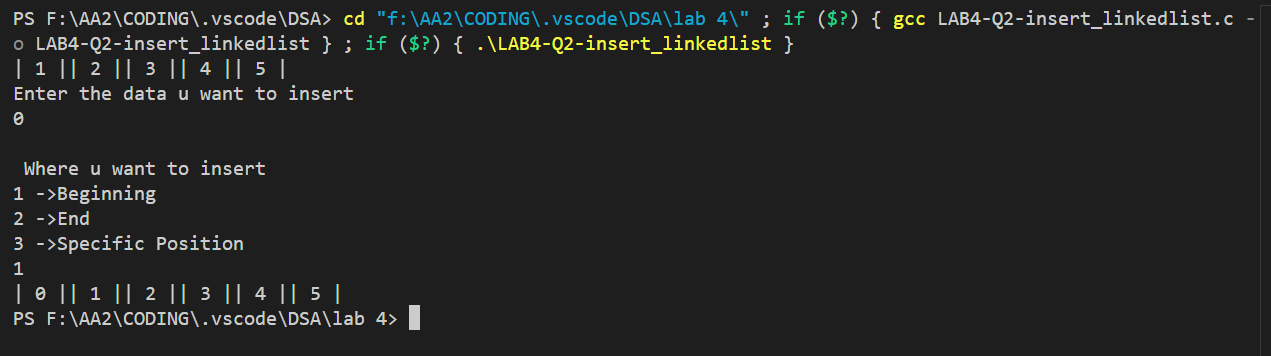 PS F:\AA2\CODING\.vscode\DSA> cd "f:\AA2\CODING\.vscode\DSA\lab 4\" ; if ($?) { gcc LAB4-Q2-insert_linkedlist.c -
o LAB4-Q2-insert_linkedlist } ; if ($?) { .\LAB4-Q2-insert_linkedlist }
| 1 || 2 || 3 || 4 || 5 |
Enter the data u want to insert
0
Where u want to insert
1 ->Beginning
2 ->End
3 ->Specific Position
1
| 0 || 1 || 2 || 3 || 4 || 5 |
PS F:\AA2\CODING\.vscode\DSA\lab 4>